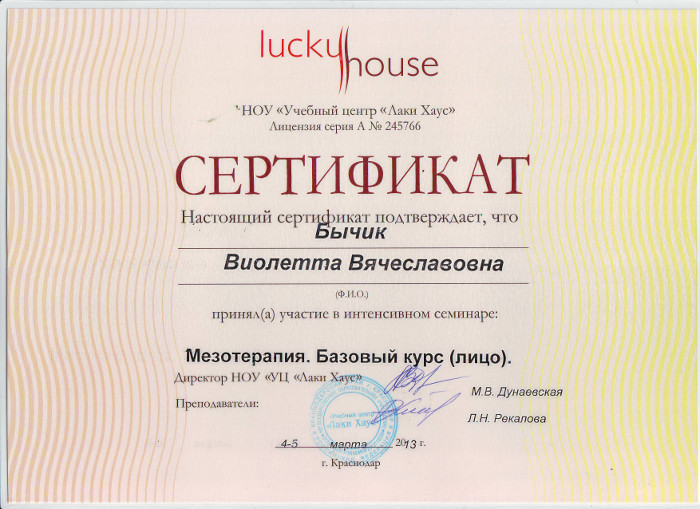 lucky house
НОУ «Учебный центр «Лаки Хаус»
Лицензия серия А № 245766
СЕРТИФИКАТ
Настоящий сертификат подтверждает, что
Бычик
Виолетта Вячеславовна
(Ф.И.О.)
принял(а) участие в интенсивном семинаре:
Мезотерапия. Базовый курс (лицо).
Директор НОУ «УЦ «Лаки Хаус»
М.В. Дунаевская
Преподаватели:
Л.Н. Рекалова
Учебный центр
«Лаки Хаус»
4-5 марта 2013 г.
г. Краснодар